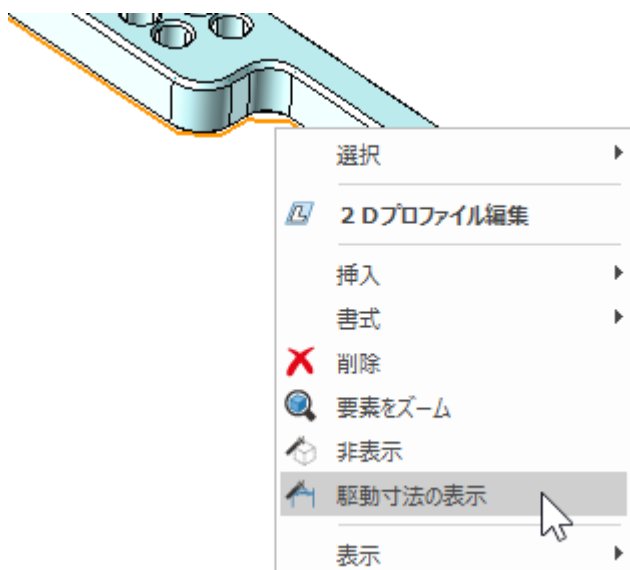 選択
２Dプロファイル編集
挿入
書式
削除
要素をズーム
非表示
駆動寸法の表示
表示